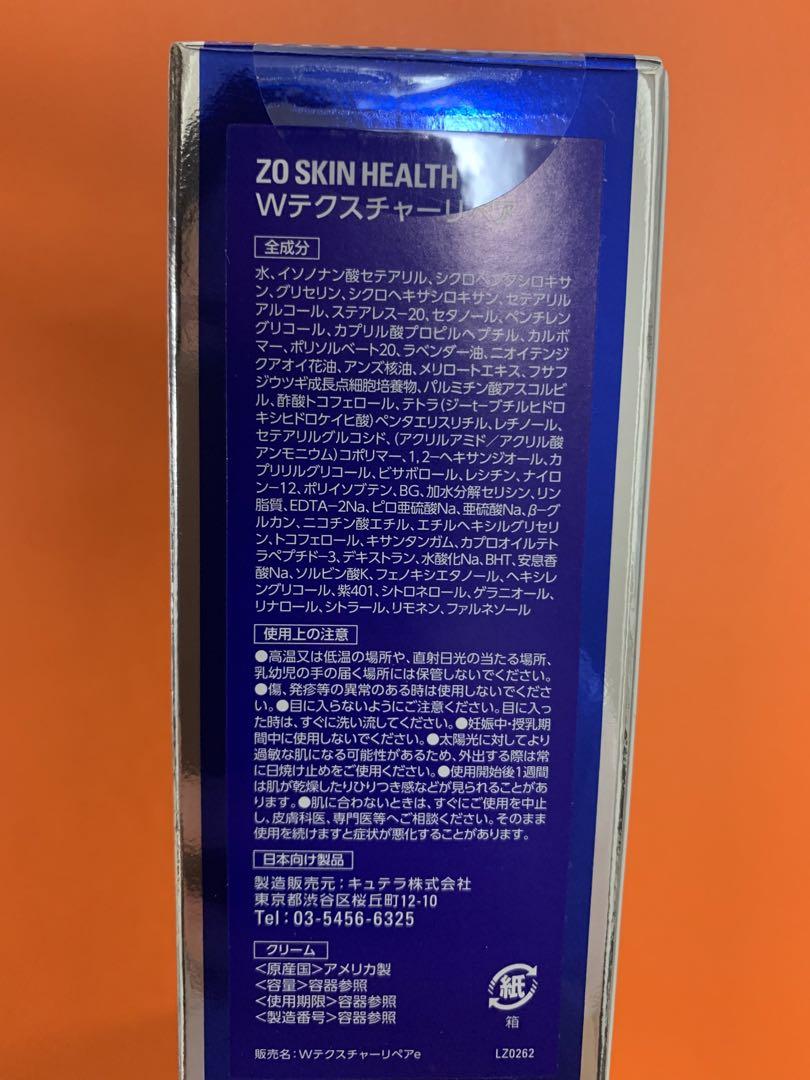 ZO SKIN HEALTH
Wテクスチャーリペア
全成分
水、イソノナン酸セテアリル、シクロペンタシロキサ
ン、グリセリン、シクロヘキサシロキサン、セテアリル
アルコール、ステアレス-20、セタノール、ペンチレン
グリコール、カプリル酸プロピルヘプチル、カルボ
マー、ポリソルベート20、ラベンダー油、ニオイテンジ
クアオイ花油、アンズ核油、メリロートエキス、フサフ
ジウツギ成長点細胞培養物、パルミチン酸アスコルビ
ル、酢酸トコフェロール、テトラ(ジ-t-ブチルヒドロ
キシヒドロケイヒ酸)ペンタエリスリチル、レチノール、
セテアリルグルコシド、(アクリルアミド/アクリル酸
アンモニウム)コポリマー、1,2-ヘキサンジオール、カ
プリリルグリコール、ビサボロール、レシチン、ナイロ
ン-12、ポリイソブテン、BG、加水分解セリシン、リン
脂質、EDTA-2Na、ピロ亜硫酸Na、亜硫酸Na、β-グ
ルカン、ニコチン酸エチル、エチルヘキシルグリセリ
ン、トコフェロール、キサンタンガム、カプロオイルテト
ラペプチド-3、デキストラン、水酸化Na、BHT、安息香
酸Na、ソルビン酸K、フェノキシエタノール、ヘキシレ
ングリコール、紫401、シトロネロール、ゲラニオール、
リナロール、シトラール、リモネン、ファルネソール
使用上の注意
●高温又は低温の場所や、直射日光の当たる場所、
乳幼児の手の届く場所には保管しないでください。
●傷、発疹等の異常のある時は使用しないでくださ
い。●目に入らないようにご注意ください。目に入っ
た時は、すぐに洗い流してください。●妊娠中・授乳期
間中に使用しないでください。●太陽光に対してより
過敏な肌になる可能性があるため、外出する際は常
に日焼け止めをご使用ください。●使用開始後1週間
は肌が乾燥したりひりつき感などが見られることがあ
ります。●肌に合わないときは、すぐにご使用を中止
し、皮膚科医、専門医等へご相談ください。そのまま
使用を続けますと症状が悪化することがあります。
日本向け製品
製造販売元：キュテラ株式会社
東京都渋谷区桜丘町12-10
Tel：03-5456-6325
クリーム
<原産国>アメリカ製
<容量>容器参照
<使用期限>容器参照
<製造番号>容器参照
紙
箱
販売名：Wテクスチャーリペアe
LZ0262